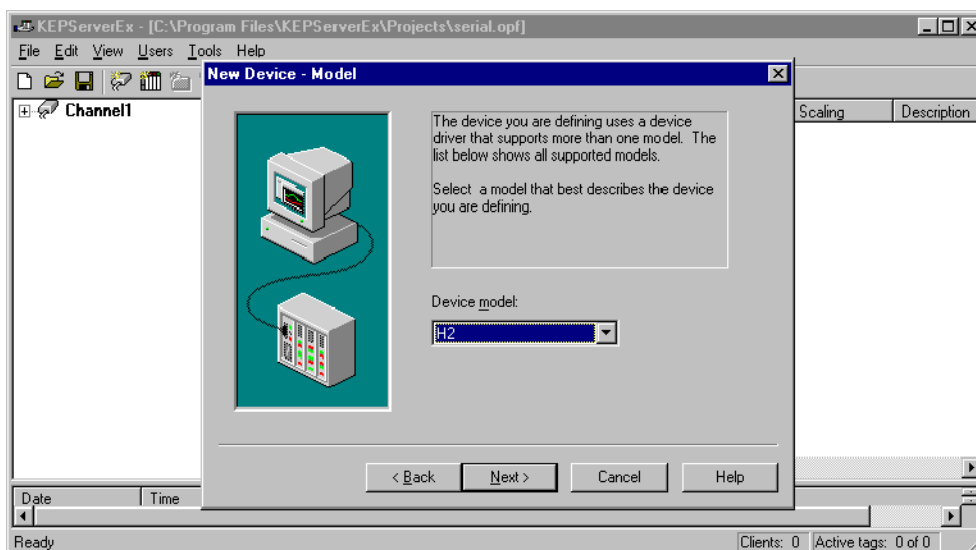 KEPServerEx - [C:\Program Files\KEPServerEx\Projects\serial.opf]
File Edit View Users Tools Help
New Device - Model
Channel1
Scaling
Description
The device you are defining uses a device
driver that supports more than one model. The
list below shows all supported models.
Select a model that best describes the device
you are defining.
Device model:
H2
< Back
Next >
Cancel
Help
Date
Time
Ready
Clients: 0
Active tags: 0 of 0